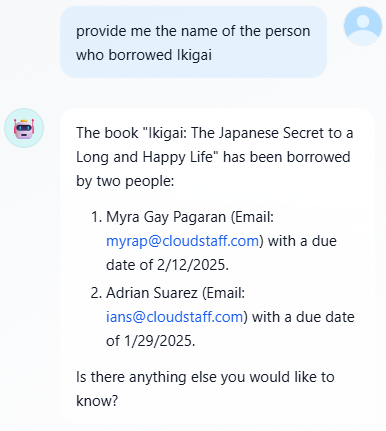 provide me the name of the person
who borrowed Ikigai
The book "Ikigai: The Japanese Secret to a
Long and Happy Life" has been borrowed
by two people:
1. Myra Gay Pagaran (Email:
myrap@cloudstaff.com) with a due
date of 2/12/2025.
2. Adrian Suarez (Email:
ians@cloudstaff.com) with a due date
of 1/29/2025.
Is there anything else you would like to
know?